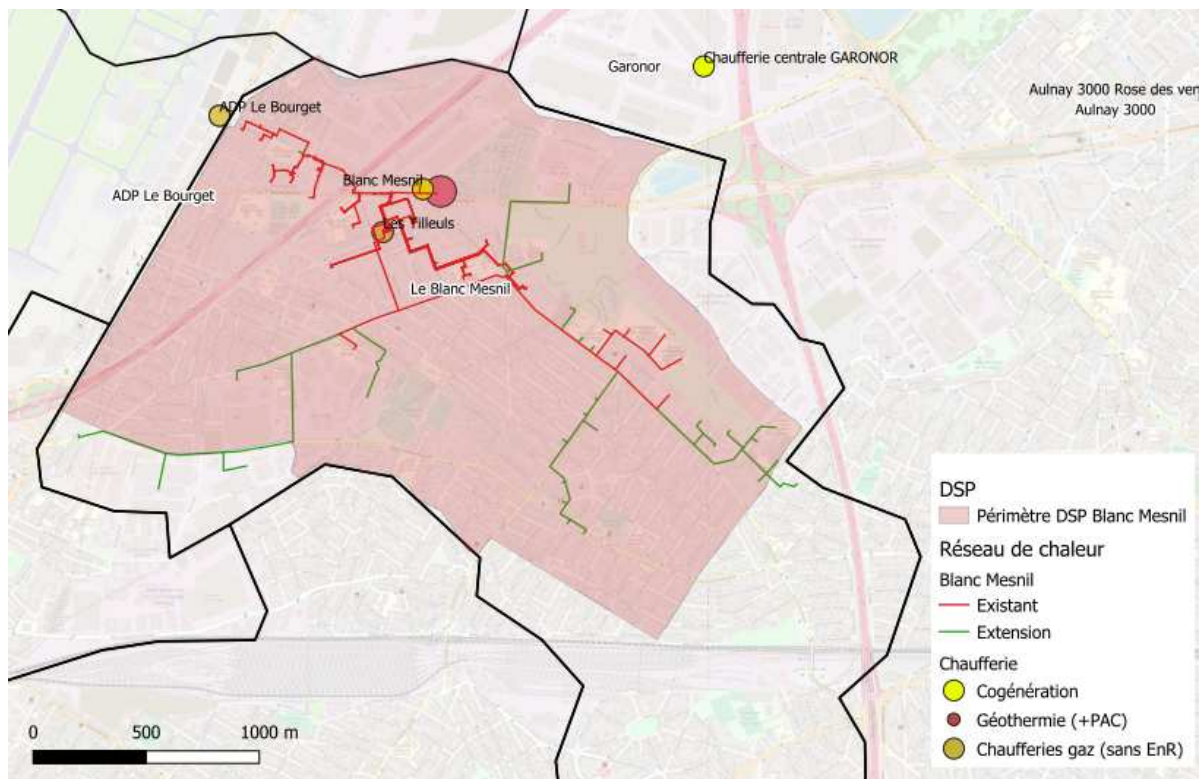 Chaufferie centrale GARONOR
Garonor
Aulnay 3000 Rose des ven
Aulnay 3000
ADP Le Bourget
Blanc Mesnil
ADP Le Bourget
Les Tilleuls
Le Blanc Mesnil
DSP
Périmètre DSP Blanc Mesnil
Réseau de chaleur
Blanc Mesnil
Existant
Extension
Chaufferie
Cogénération
Géothermie (+PAC)
Chaufferies gaz (sans EnR)
0 500 1000 m